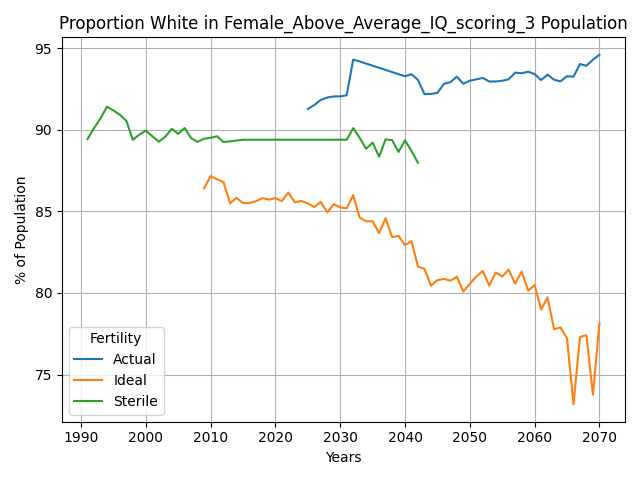 Proportion White in Female_Above_Average_IQ_scoring_3 Population
% of Population
95
90
85
80
75
Fertility
Actual
Ideal
Sterile
1990 2000 2010 2020 2030 2040 2050 2060 2070
Years